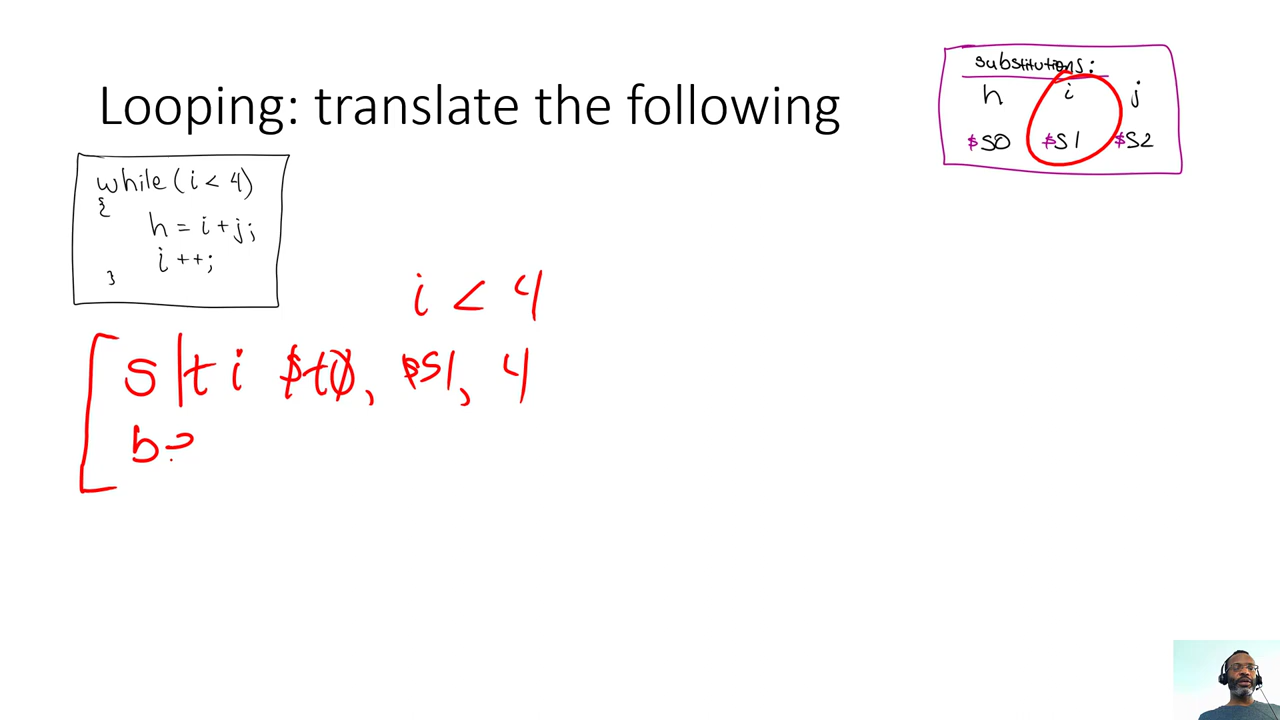 Looping: translate the following
substitutions:
h i j
$S0 $S1 $S2
while (i < 4)
{
h = i + j;
i ++;
}
i < 4
slti $t0, $S1, 4
b